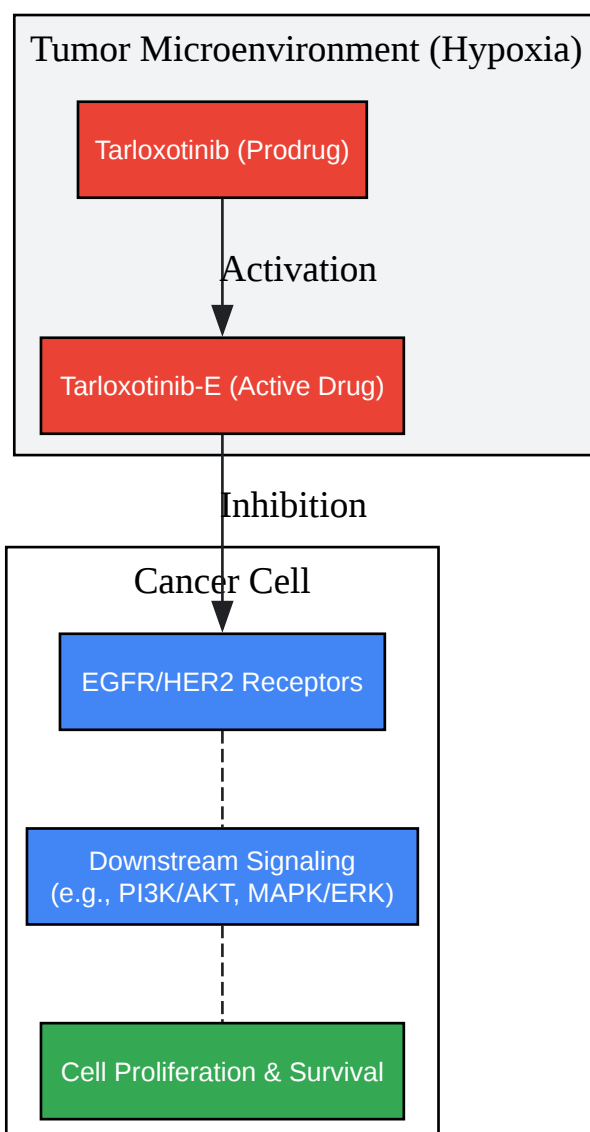 Tumor Microenvironment (Hypoxia)
Tarloxotinib (Prodrug)
Activation
Tarloxotinib-E (Active Drug)
Inhibition
Cancer Cell
EGFR/HER2 Receptors
Downstream Signaling
(e.g., PI3K/AKT, MAPK/ERK)
Cell Proliferation & Survival